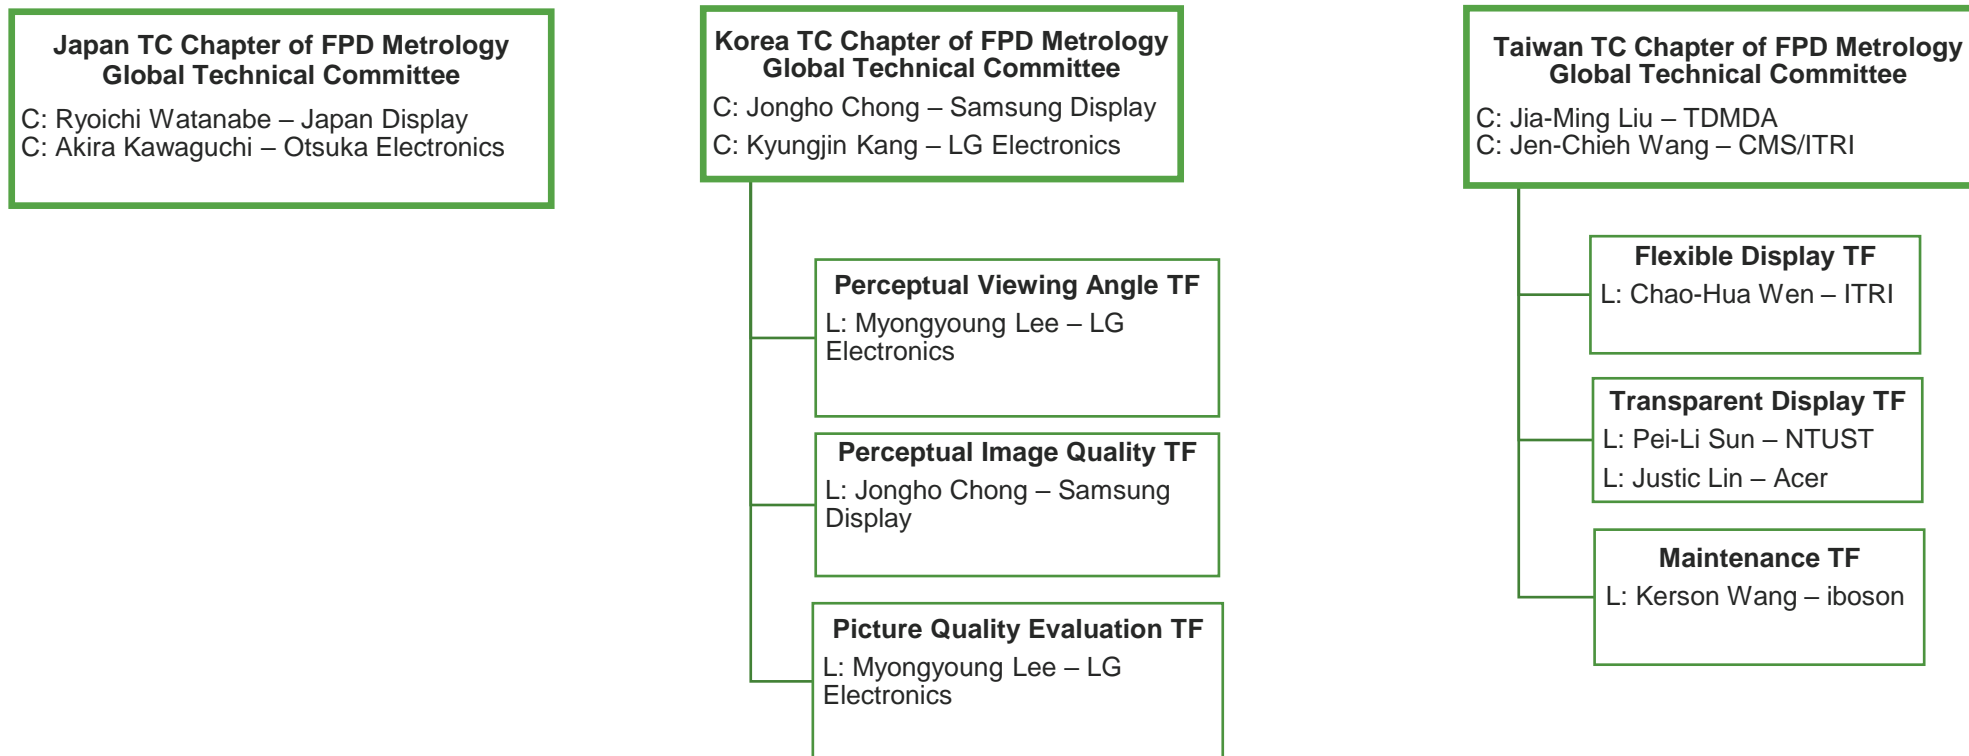 Japan TC Chapter of FPD Metrology
Global Technical Committee
C: Ryoichi Watanabe – Japan Display
C: Akira Kawaguchi – Otsuka Electronics
Korea TC Chapter of FPD Metrology
Global Technical Committee
C: Jongho Chong – Samsung Display
C: Kyungjin Kang – LG Electronics
Perceptual Viewing Angle TF
L: Myongyoung Lee – LG
Electronics
Perceptual Image Quality TF
L: Jongho Chong – Samsung
Display
Picture Quality Evaluation TF
L: Myongyoung Lee – LG
Electronics
Taiwan TC Chapter of FPD Metrology
Global Technical Committee
C: Jia-Ming Liu – TDMDA
C: Jen-Chieh Wang – CMS/ITRI
Flexible Display TF
L: Chao-Hua Wen – ITRI
Transparent Display TF
L: Pei-Li Sun – NTUST
L: Justic Lin – Acer
Maintenance TF
L: Kerson Wang – iboson